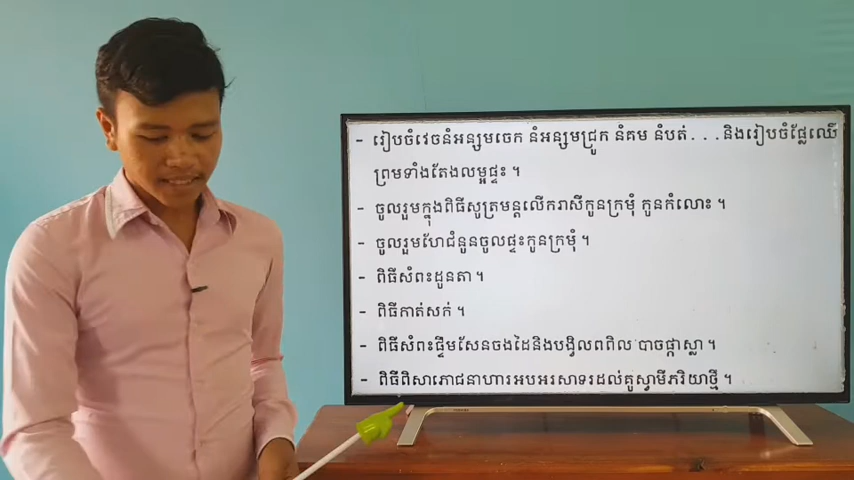 - រៀបចំវេចនំអន្សមចេក នំអន្សមជ្រូក នំគម នំបត់. . . និងរៀបចំផ្លែឈើ
ព្រមទាំងតែងលម្អផ្ទះ ។
- ចូលរួមក្នុងពិធីសូត្រមន្តលើករាសីកូនក្រមុំ កូនកំលោះ ។
- ចូលរួមហែជំនូនចូលផ្ទះកូនក្រមុំ ។
- ពិធីសំពះដូនតា ។
- ពិធីកាត់សក់ ។
- ពិធីសំពះផ្ទឹមសែនចងដៃនិងបង្វិលពពិល បាចផ្កាស្លា ។
- ពិធីពិសាភោជនាហារអបអរសាទរដល់គូស្វាមីភរិយាថ្មី ។